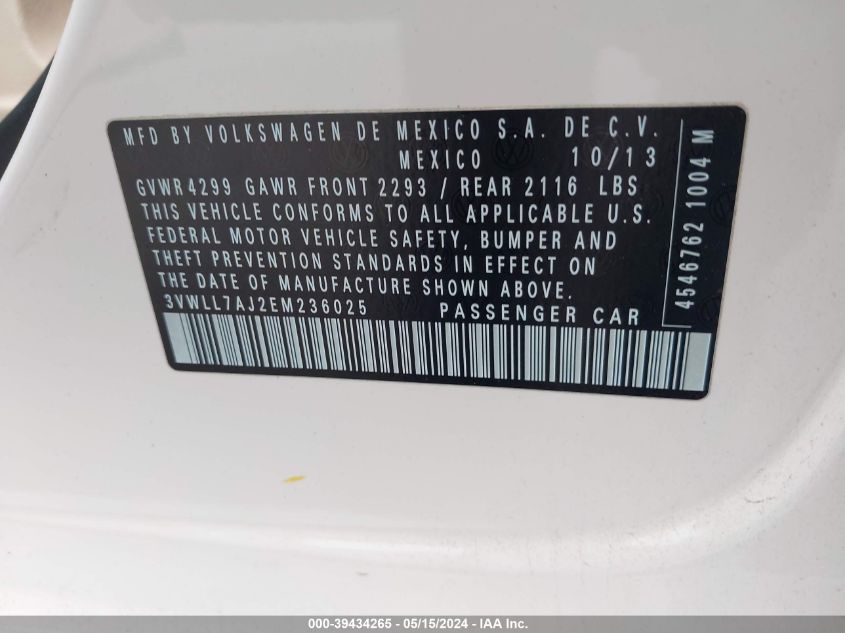 MFD BY VOLKSWAGEN DE MEXICO S.A. DE C.V.
MEXICO 10/13
GVWR 4299 GAWR FRONT 2293 / REAR 2116 LBS
THIS VEHICLE CONFORMS TO ALL APPLICABLE U.S.
FEDERAL MOTOR VEHICLE SAFETY, BUMPER AND
THEFT PREVENTION STANDARDS IN EFFECT ON
THE DATE OF MANUFACTURE SHOWN ABOVE.
3VWLL7AJ2EM236025 PASSENGER CAR
4546762 1004 M
000-39434265 - 05/15/2024 - IAA Inc.